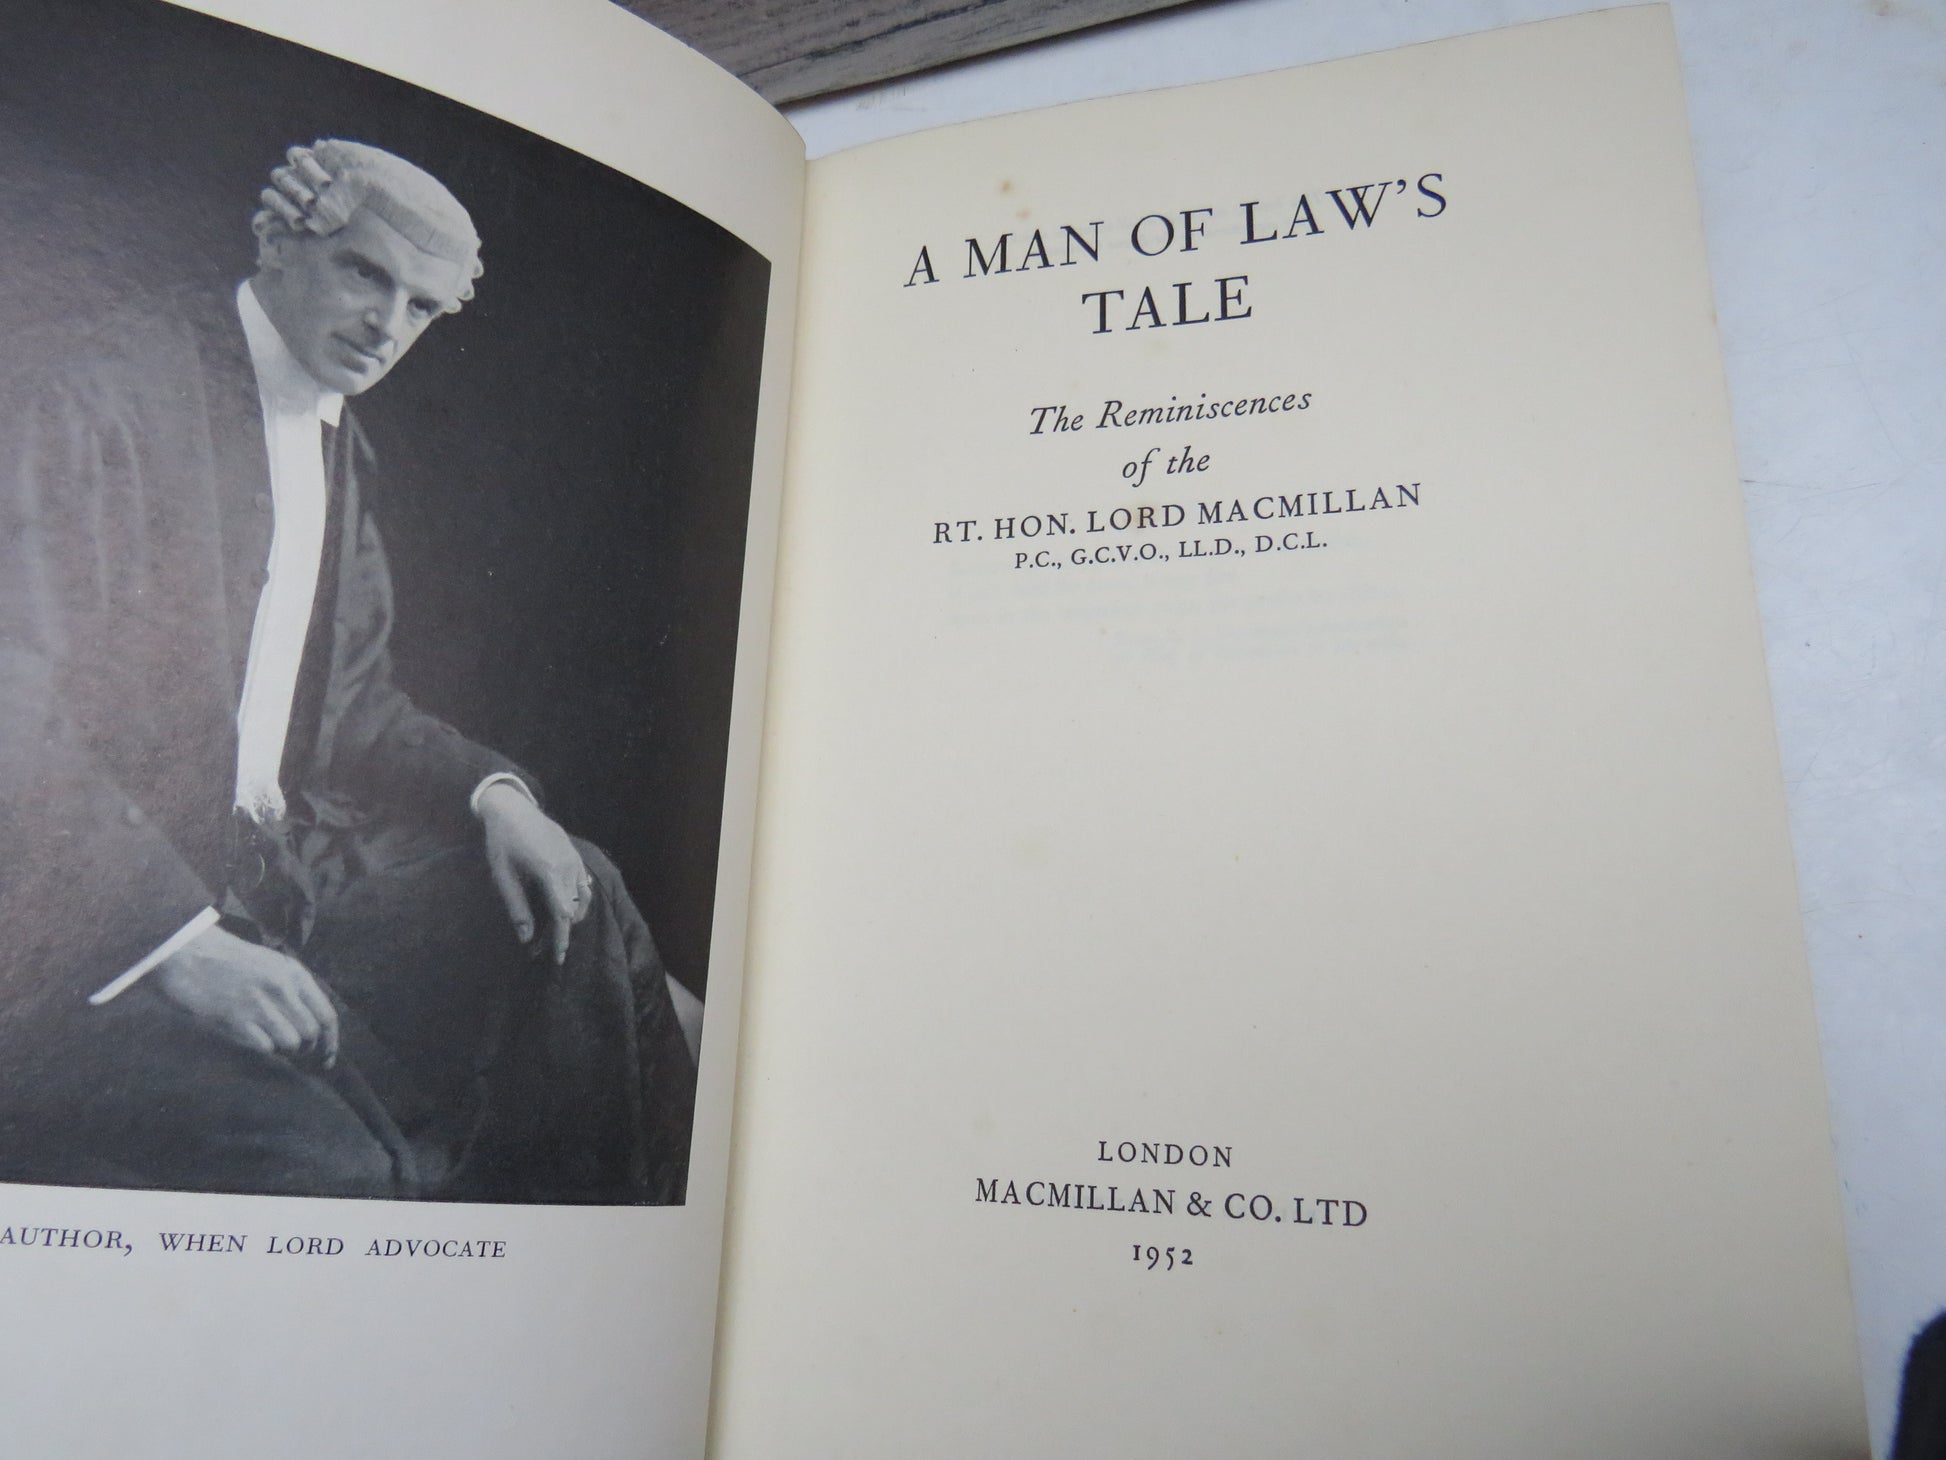 AUTHOR, WHEN LORD ADVOCATE
A MAN OF LAW'S
TALE
The Reminiscences
of the
RT. HON. LORD MACMILLAN
P.C., G.C.V.O., LL.D., D.C.L.
LONDON
MACMILLAN & CO. LTD
1952